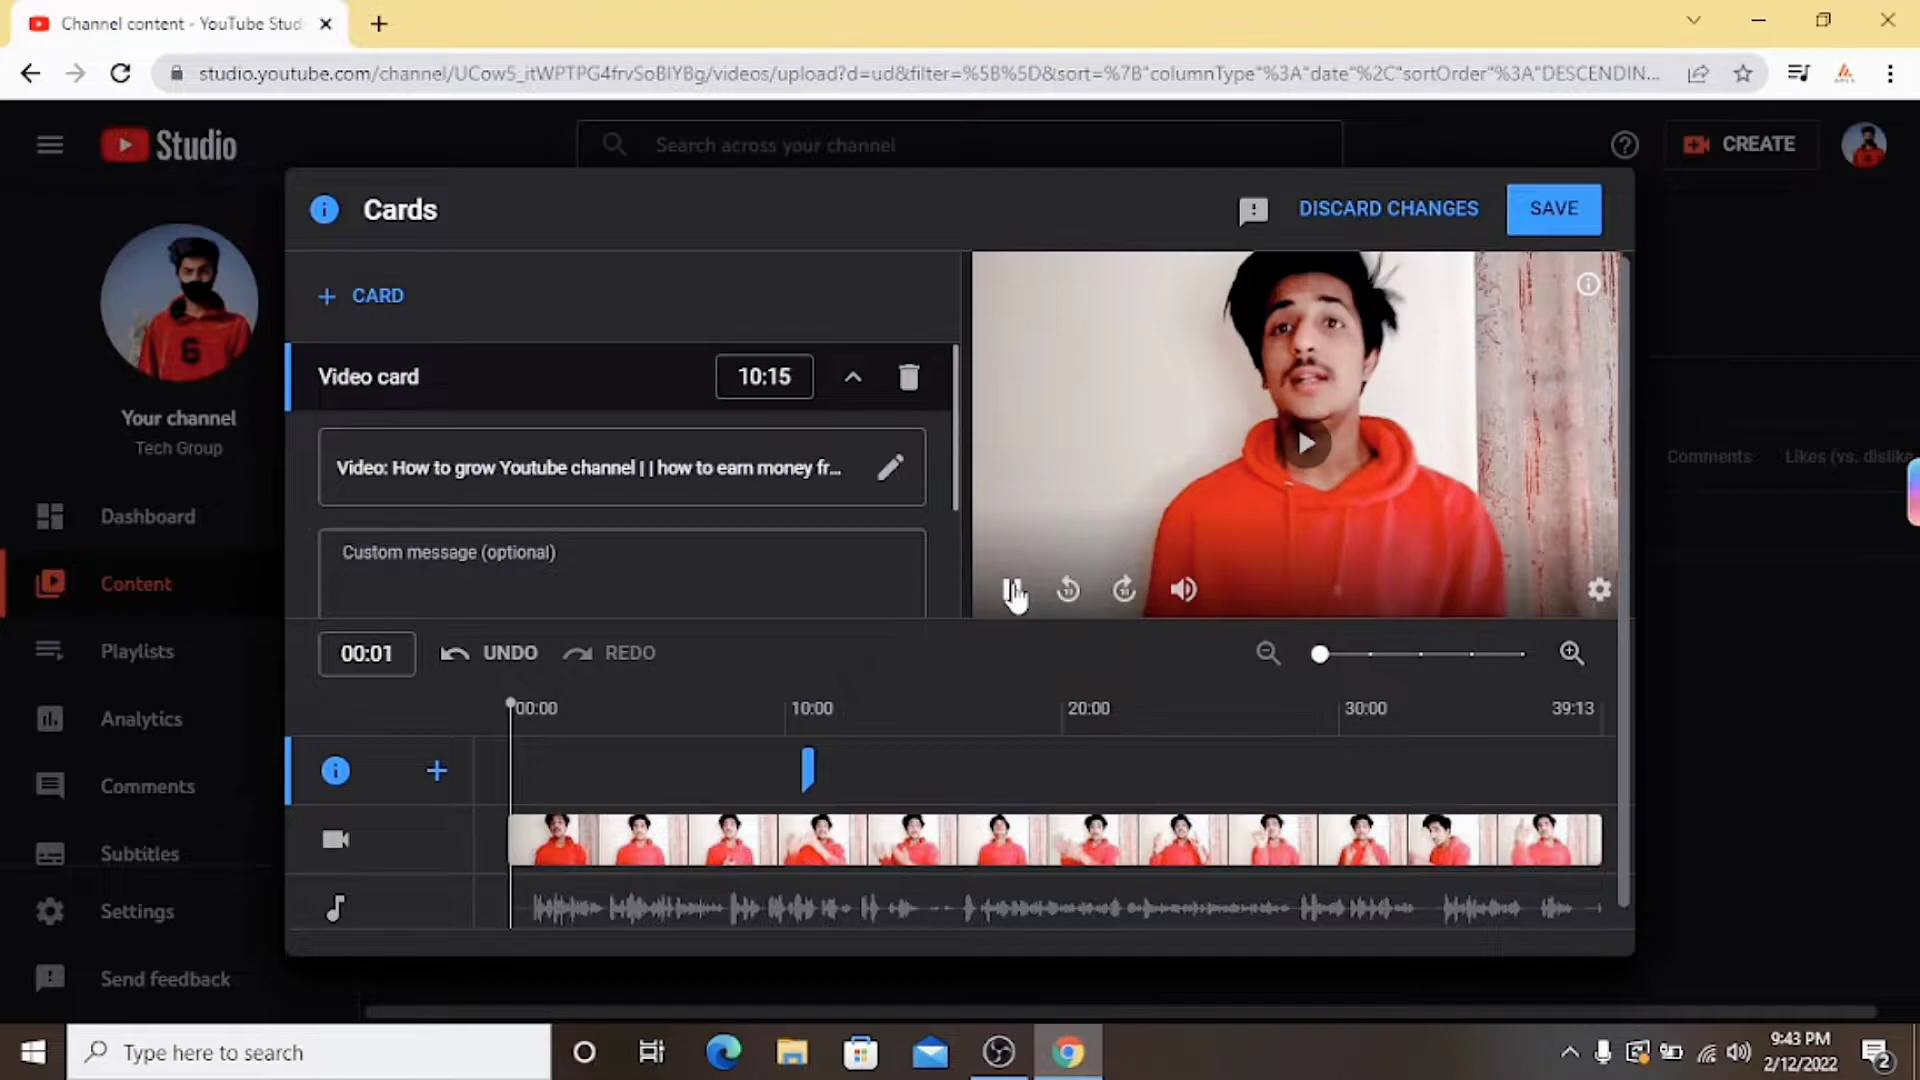 Channel content - YouTube Stud
studio.youtube.com/channel/UCow5_itWPTPG4frvSoBIYBg/videos/upload?d=ud&filter=%5B%5D&sort=%7B"columnType"%3A"date"%2C"sortOrder"%3A"DESCENDIN...
Studio
Search across your channel
CREATE
Cards
DISCARD CHANGES
SAVE
+ CARD
Video card
10:15
Video: How to grow Youtube channel || how to earn money fr...
Custom message (optional)
6
Your channel
Tech Group
Dashboard
Content
Playlists
Analytics
Comments
Subtitles
Settings
Send feedback
Comments
Likes (vs. dislike
00:01
UNDO
REDO
00:00
10:00
20:00
30:00
39:13
Type here to search
9:43 PM
2/12/2022
2